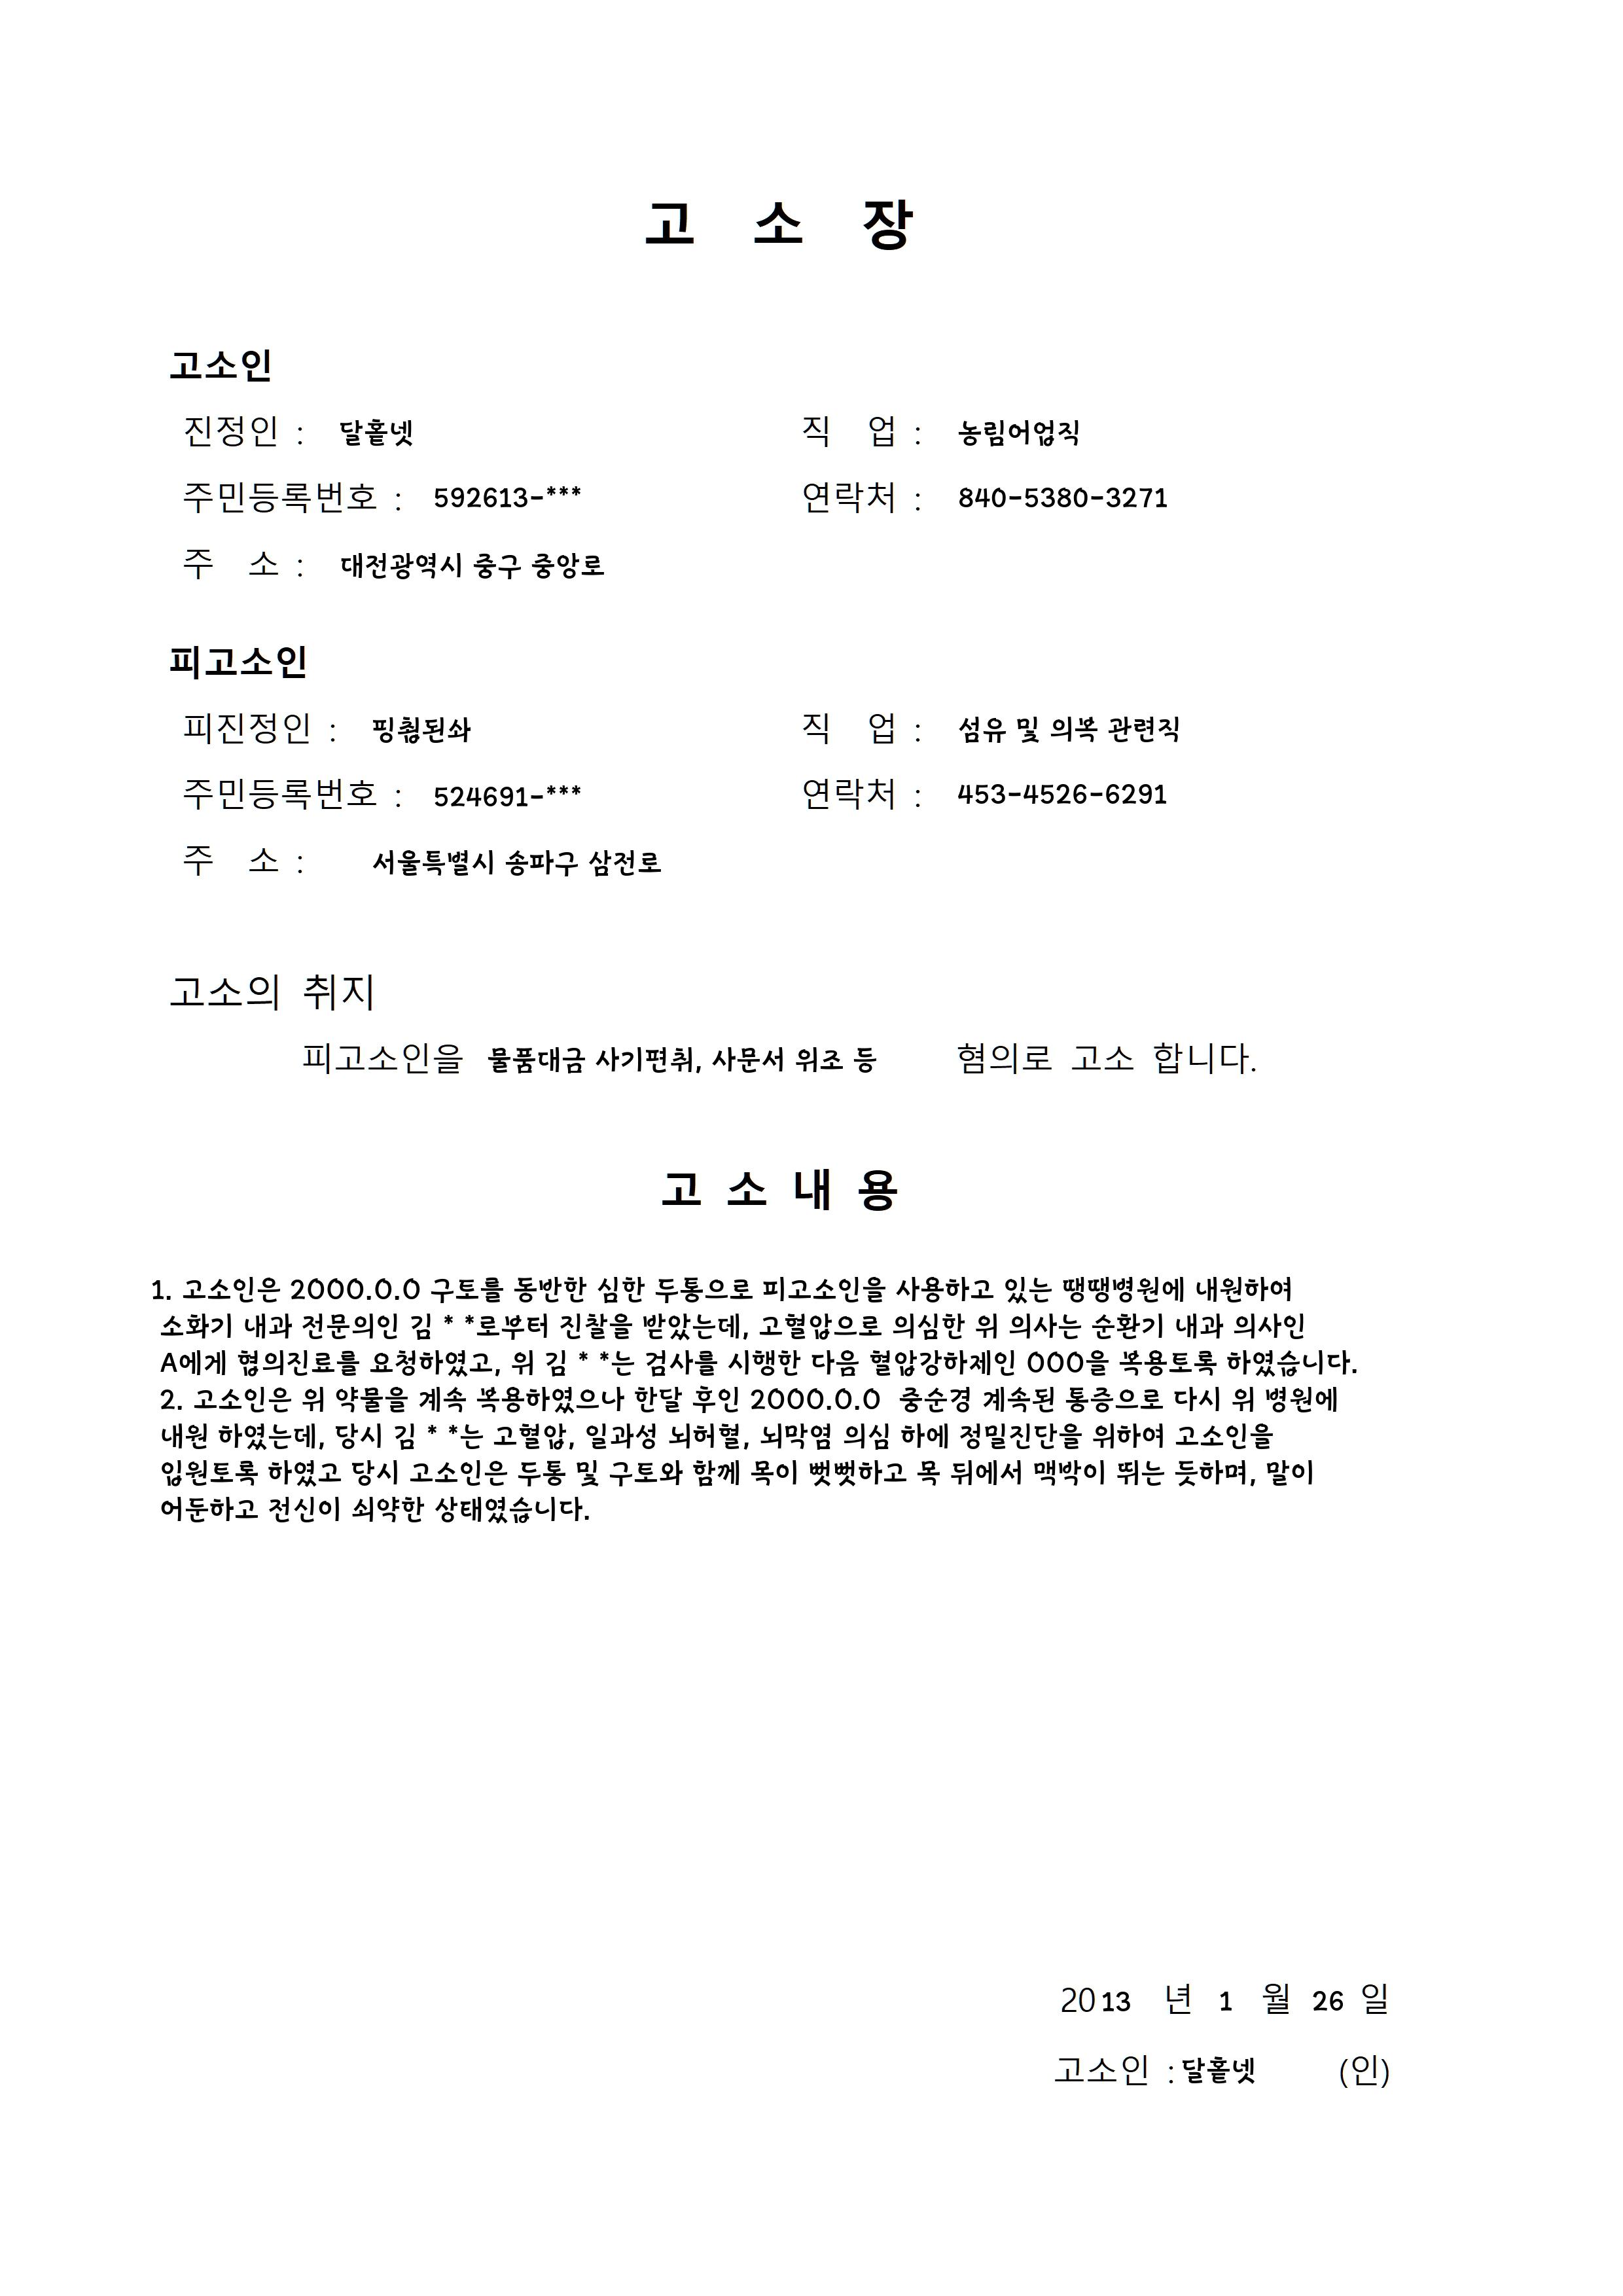 고 소 장
고소인
진정인 : 달홑넷 직 업 : 농림어업직
주민등록번호 : 592613-*** 연락처 : 840-5380-3271
주 소 : 대전광역시 중구 중앙로
피고소인
피진정인 : 직 업 : 섬유 및 의복 관련직
주민등록번호 : 524691-*** 연락처 : 453-4526-6291
주 소 : 서울특별시 송파구 삼전로
고소의 취지
피고소인을 물품대금 사기편취, 사문서 위조 등 혐의로 고소 합니다.
고 소 내 용
1. 고소인은 2000.0.0 구토를 동반한 심한 두통으로 피고소인을 사용하고 있는 땡땡병원에 내원하여
소화기 내과 전문의인 김 * *로부터 진찰을 받았는데, 고혈압으로 의심한 위 의사는 순환기 내과 의사인
A에게 협의진료를 요청하였고, 위 김 * *는 검사를 시행한 다음 혈압강하제인 000을 복용토록 하였습니다.
2. 고소인은 위 약물을 계속 복용하였으나 한달 후인 2000.0.0 중순경 계속된 통증으로 다시 위 병원에
내원 하였는데, 당시 김 * *는 고혈압, 일과성 뇌허혈, 뇌막염 의심 하에 정밀진단을 위하여 고소인을
입원토록 하였고 당시 고소인은 두통 및 구토와 함께 목이 뻣뻣하고 목 뒤에서 맥박이 뛰는 듯하며, 말이
어둔하고 전신이 쇠약한 상태였습니다.
2013 년 1 월 26 일
고소인 : 달홑넷 (인)